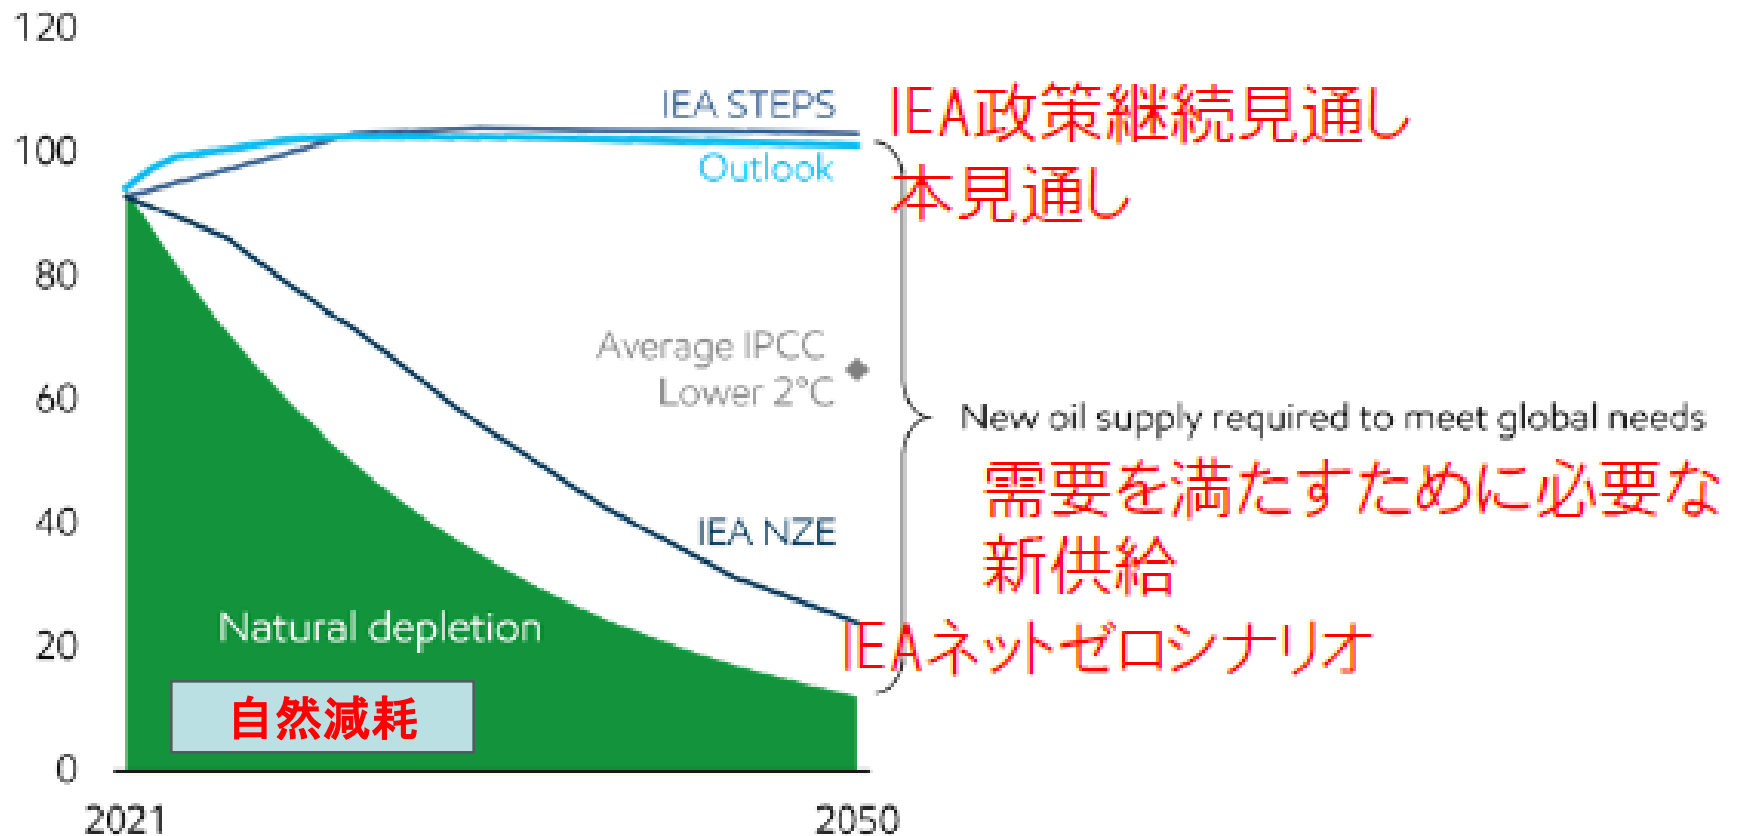 120
IEA STEPS
IEA政策継続見通し
100
Outlook
本見通し
80
Average IPCC
Lower 2°C
60
New oil supply required to meet global needs
需要を満たすために必要な
新供給
40
IEA NZE
Natural depletion
20
IEAネットゼロシナリオ
自然減耗
0
2021
2050